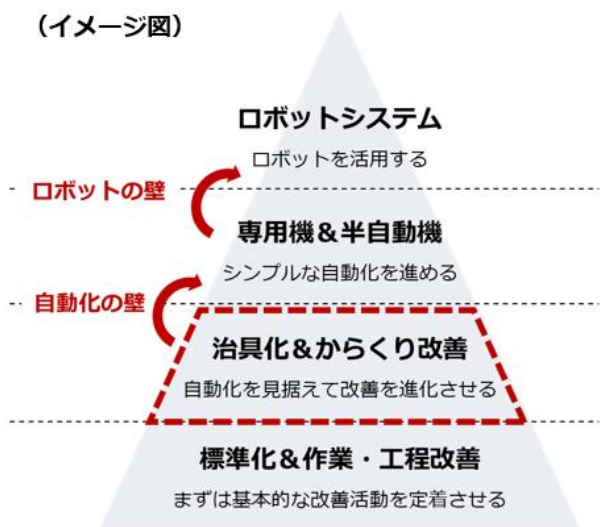 （イメージ図）
ロボットシステム
ロボットを活用する
ロボットの壁
専用機＆半自動機
シンプルな自動化を進める
自動化の壁
治具化＆からくり改善
自動化を見据えて改善を進化させる
標準化＆作業・工程改善
まずは基本的な改善活動を定着させる